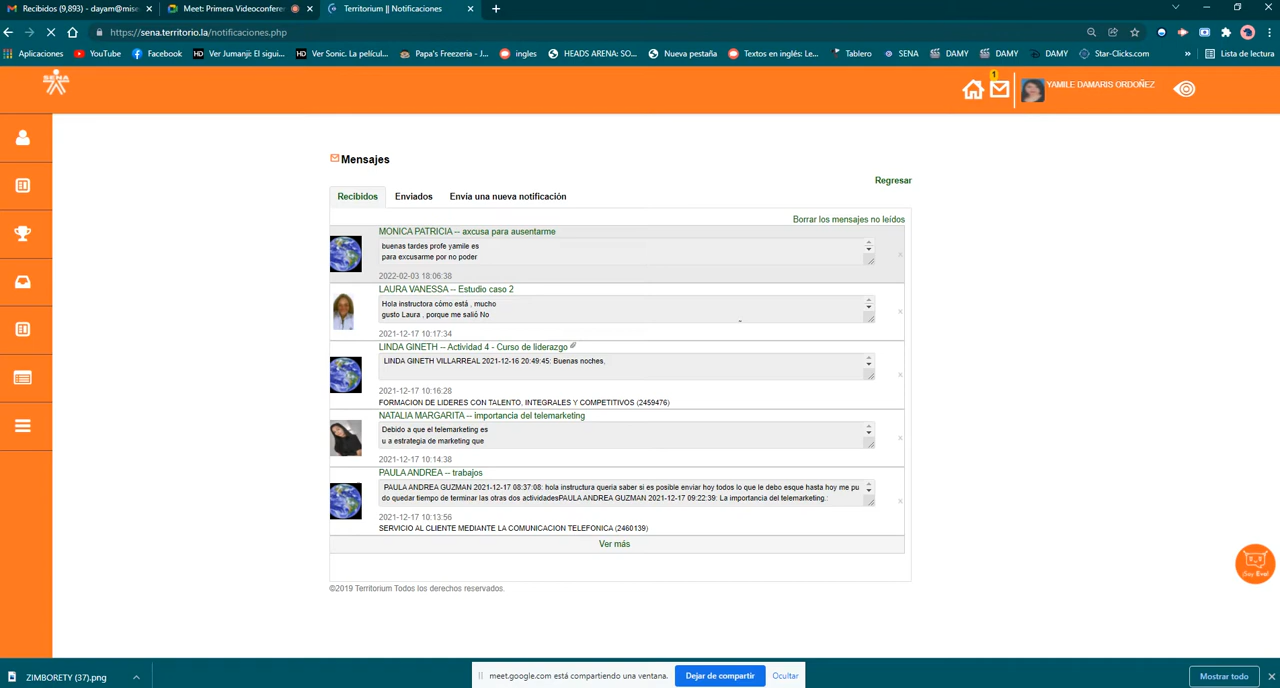 Recibidos (9,893) - dayam@mise
Meet: Primera Videoconfere
Territorium || Notificaciones
https://sena.territorio.la/notificaciones.php
Aplicaciones YouTube Facebook Ver Jumanji: El sigui... Ver Sonic. La películ... Papa's Freezeria - J... ingles HEADS ARENA: SO... Nueva pestaña Textos en inglés: Le... Tablero SENA DAMY DAMY DAMY Star-Clicks.com » Lista de lectura
1
YAMILE DAMARIS ORDOÑEZ
Mensajes
Regresar
Recibidos Enviados Envía una nueva notificación
Borrar los mensajes no leídos
MONICA PATRICIA -- axcusa para ausentarme
buenas tardes profe yamile es
para excusarme por no poder
2022-02-03 18:06:38
LAURA VANESSA -- Estudio caso 2
Hola instructora cómo está , mucho
gusto Laura , porque me salió No
2021-12-17 10:17:34
LINDA GINETH -- Actividad 4 - Curso de liderazgo
LINDA GINETH VILLARREAL 2021-12-16 20:49:45: Buenas noches,
2021-12-17 10:16:28
FORMACION DE LIDERES CON TALENTO, INTEGRALES Y COMPETITIVOS (2459476)
NATALIA MARGARITA -- importancia del telemarketing
Debido a que el telemarketing es
u a estrategia de marketing que
2021-12-17 10:14:38
PAULA ANDREA -- trabajos
PAULA ANDREA GUZMAN 2021-12-17 08:37:08: hola instructura queria saber si es posible enviar hoy todos lo que le debo esque hasta hoy me pu
do quedar tiempo de terminar las otras dos actividadesPAULA ANDREA GUZMAN 2021-12-17 09:22:39: La importancia del telemarketing.:
2021-12-17 10:13:56
SERVICIO AL CLIENTE MEDIANTE LA COMUNICACION TELEFONICA (2460139)
Ver más
©2019 Territorium Todos los derechos reservados.
ZIMBORETY (37).png
meet.google.com está compartiendo una ventana. Dejar de compartir Ocultar
Mostrar todo